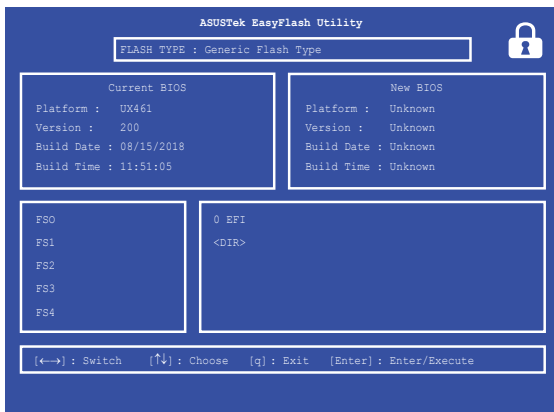 ASUSTek EasyFlash Utility
FLASH TYPE : Generic Flash Type
Current BIOS
Platform : UX461
Version : 200
Build Date : 08/15/2018
Build Time : 11:51:05
New BIOS
Platform : Unknown
Version : Unknown
Build Date : Unknown
Build Time : Unknown
FSO
FS1
FS2
FS3
FS4
0 EFI
<DIR>
[←→] : Switch [↑↓] : Choose [q] : Exit [Enter] : Enter/Execute